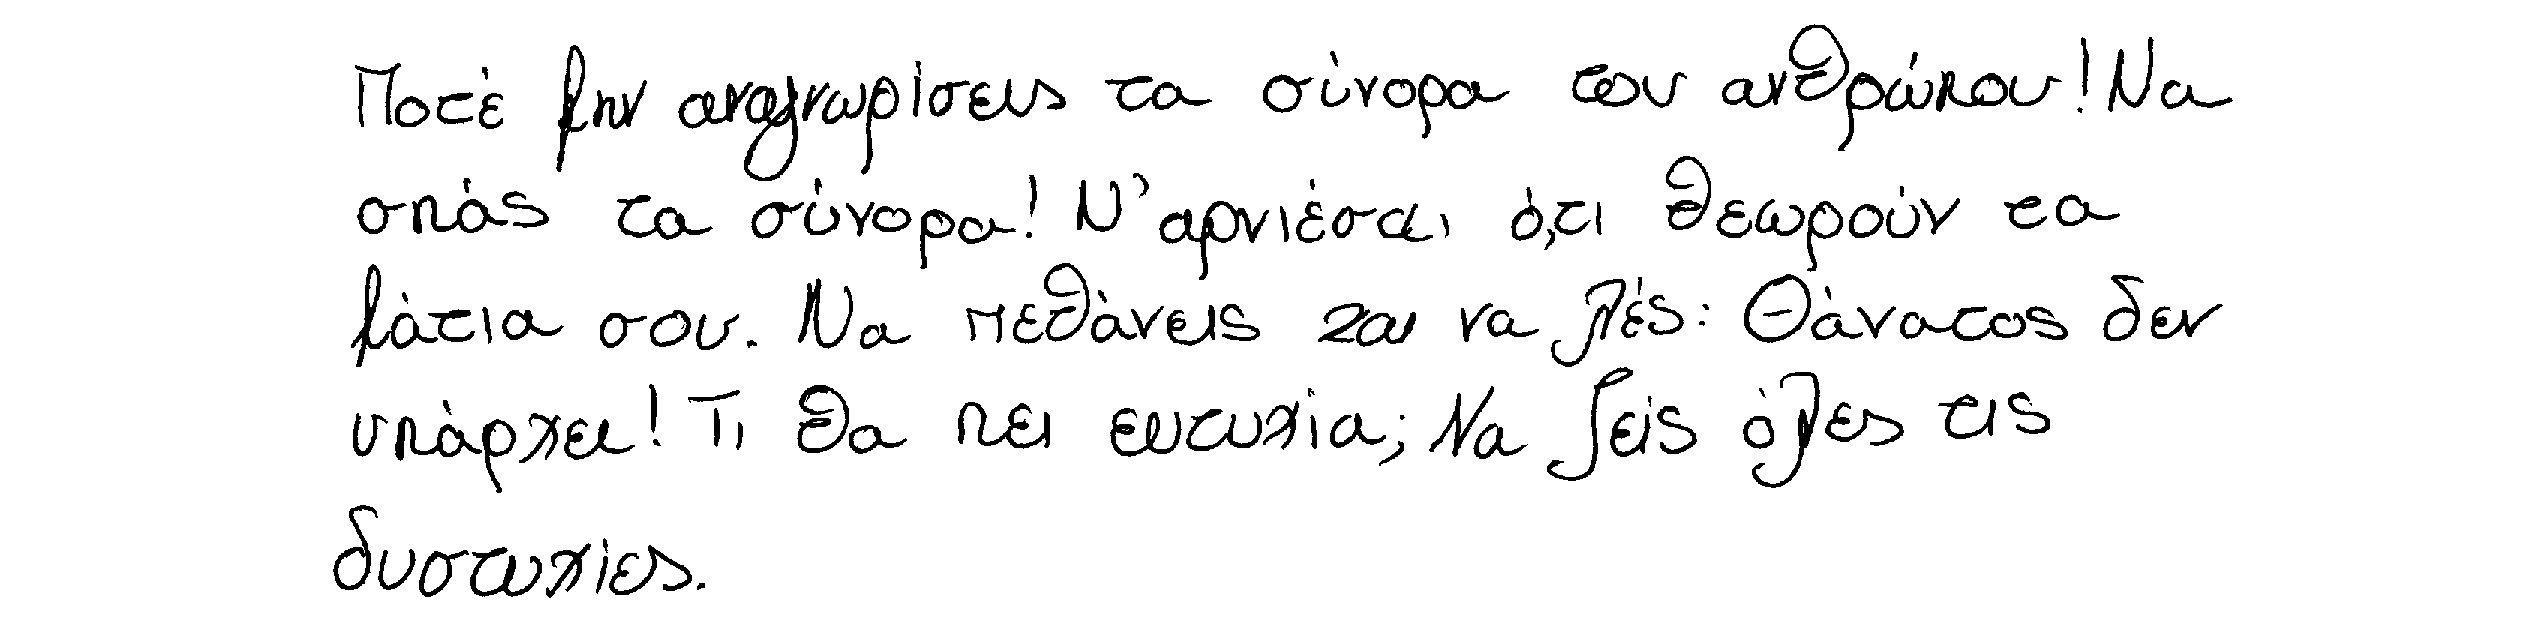 Ποτέ μην αναγνωρίσεις τα σύνορα του ανθρώπου! Να
σπάς τα σύνορα! Ν' αρνιέσαι ό,τι θεωρούν τα
μάτια σου. Να πεθάνεις και να λές: Θάνατος δεν
υπάρχει! Τι θα πει ευτυχία; Να ζεις όλες τις
δυστυχίες.